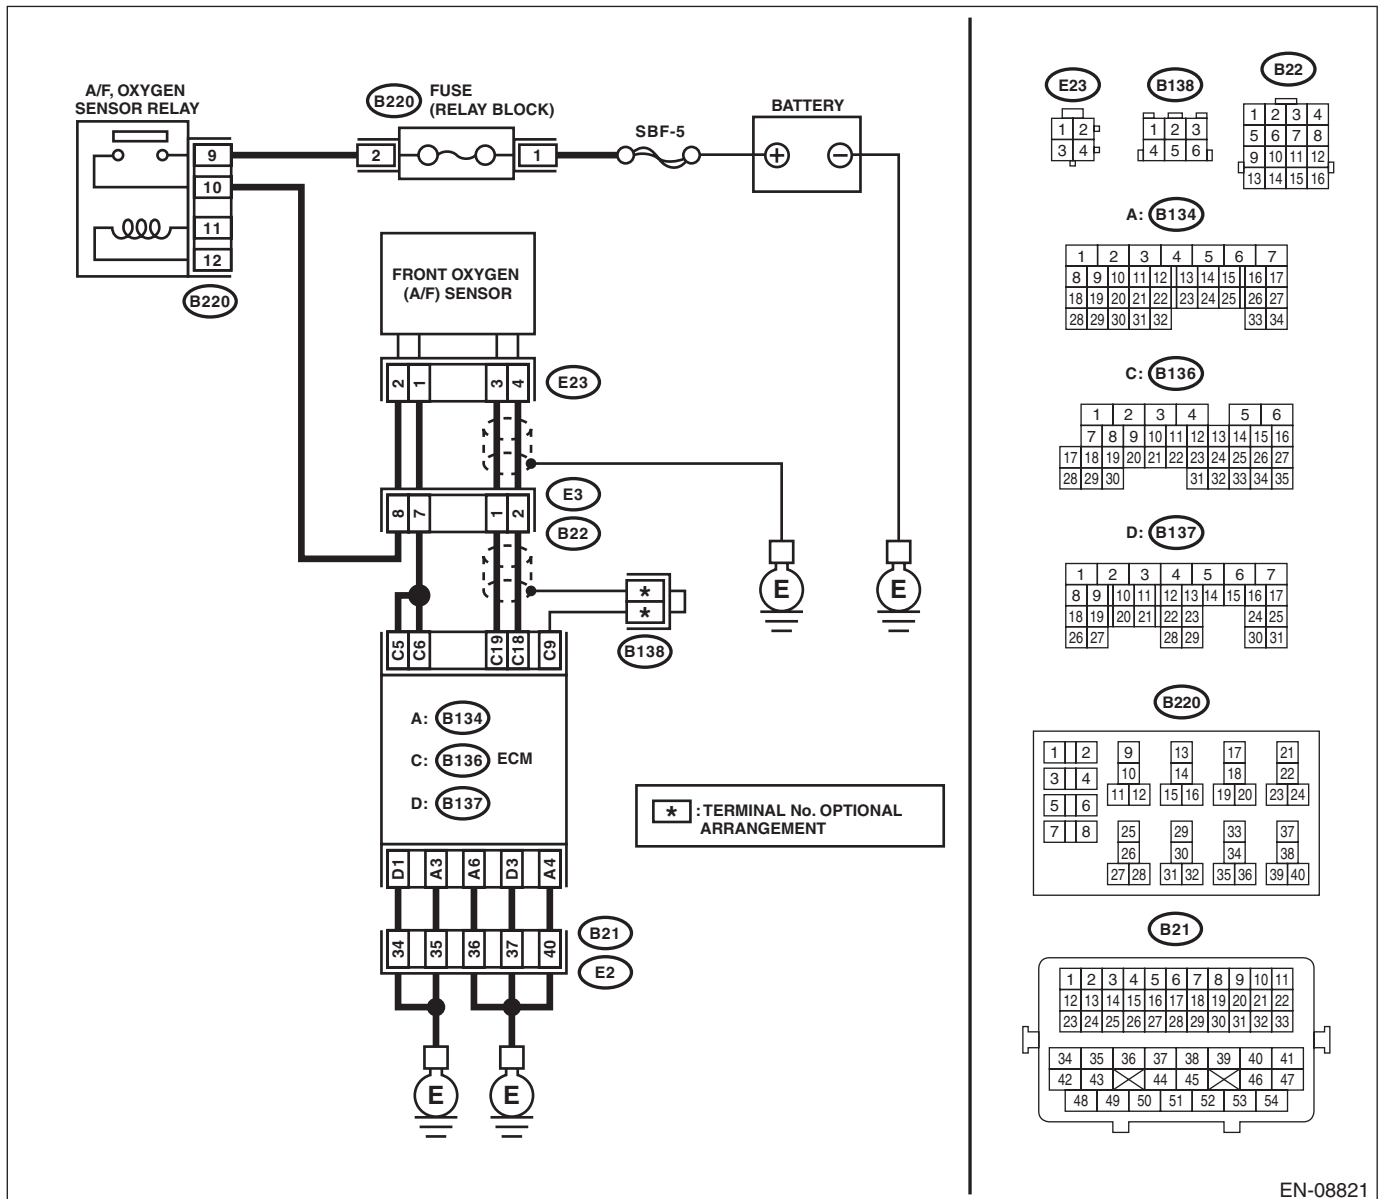 A/F, OXYGEN
SENSOR RELAY
9
10
11
12
B220
B220
FUSE
(RELAY BLOCK)
2
1
SBF-5
BATTERY
+
−
FRONT OXYGEN
(A/F) SENSOR
2 1 3 4
E23
8 7 1 2
E3
B22
E
E
*
*
B138
C5 C6 C19 C18 C9
A: B134
C: B136 ECM
D: B137
* : TERMINAL No. OPTIONAL
ARRANGEMENT
D1 A3 A6 D3 A4
34 35 36 37 40
B21
E2
E
E
E23
1 2
3 4
B138
1 2 3
4 5 6
B22
1 2 3 4
5 6 7 8
9 10 11 12
13 14 15 16
A: B134
1 2 3 4 5 6 7
8 9 10 11 12 13 14 15 16 17
18 19 20 21 22 23 24 25 26 27
28 29 30 31 32 33 34
C: B136
1 2 3 4 5 6
7 8 9 10 11 12 13 14 15 16
17 18 19 20 21 22 23 24 25 26 27
28 29 30 31 32 33 34 35
D: B137
1 2 3 4 5 6 7
8 9 10 11 12 13 14 15 16 17
18 19 20 21 22 23 24 25
26 27 28 29 30 31
B220
1 2
3 4
5 6
7 8
9
10
11 12
13
14
15 16
17
18
19 20
21
22
23 24
25
26
27 28
29
30
31 32
33
34
35 36
37
38
39 40
B21
1 2 3 4 5 6 7 8 9 10 11
12 13 14 15 16 17 18 19 20 21 22
23 24 25 26 27 28 29 30 31 32 33
34 35 36 37 38 39 40 41
42 43 44 45 46 47
48 49 50 51 52 53 54
EN-08821